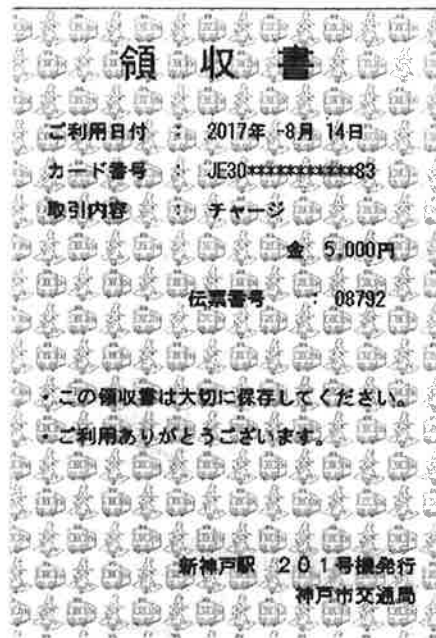 領収書
ご利用日付 : 2017年 -8月 14日
カード番号 : JE30***********83
取引内容 : チャージ
金 5,000円
伝票番号 : 08792
・この領収書は大切に保存してください。
・ご利用ありがとうございます。
新神戸駅 201号機発行
神戸市交通局